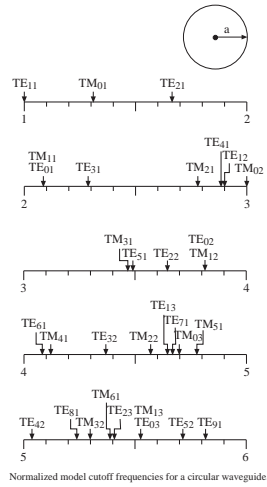 a
TE11 TM01 TE21
1 2
TE41
TM11 TE12
TE01 TE31 TM21 TM02
2 3
TM31 TE02
TE51 TE22 TM12
3 4
TE13
TE61 TE71 TM51
TM41 TE32 TM22 TM03
4 5
TM61
TE81 TE23 TM13
TE42 TM32 TE03 TE52 TE91
5 6
Normalized model cutoff frequencies for a circular waveguide